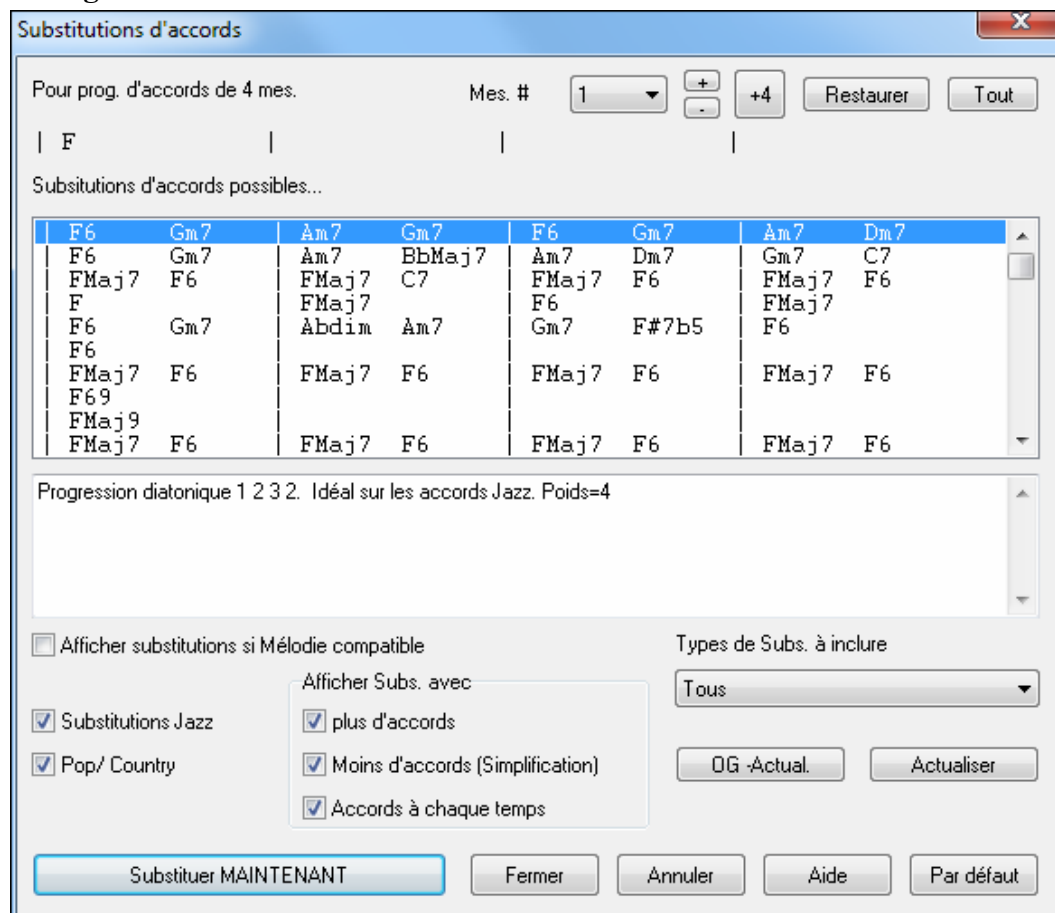 Substitutions d'accords
Pour prog. d'accords de 4 mes. Mes. # 1 + - +4 Restaurer Tout
| F | | |
Subsitutions d'accords possibles...
| F6 Gm7 | Am7 Gm7 | F6 Gm7 | Am7 Dm7
| F6 Gm7 | Am7 BbMaj7 | Am7 Dm7 | Gm7 C7
| FMaj7 F6 | FMaj7 C7 | FMaj7 F6 | FMaj7 F6
| F | FMaj7 | F6 | FMaj7
| F6 Gm7 | Abdim Am7 | Gm7 F#7b5 | F6
| F6 | | |
| FMaj7 F6 | FMaj7 F6 | FMaj7 F6 | FMaj7 F6
| F69 | | |
| FMaj9 | | |
| FMaj7 F6 | FMaj7 F6 | FMaj7 F6 | FMaj7 F6
Progression diatonique 1 2 3 2. Idéal sur les accords Jazz. Poids=4
Afficher substitutions si Mélodie compatible
Types de Subs. à inclure
Afficher Subs. avec
Tous
Substitutions Jazz
plus d'accords
Pop/ Country
Moins d'accords (Simplification)
OG -Actual. Actualiser
Accords à chaque temps
Substituer MAINTENANT Fermer Annuler Aide Par défaut